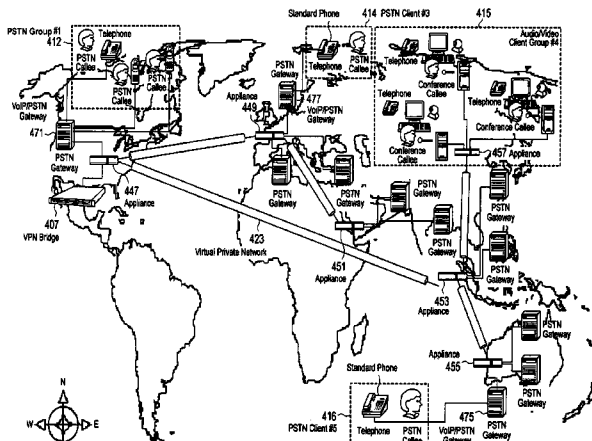 PSTN Group #1
412
Telephone
PSTN
Callee
PSTN
Callee
PSTN
Callee
VoIP/PSTN
Gateway
471
PSTN
Gateway
447
Appliance
407
VPN Bridge
Standard Phone
414
Telephone
PSTN
Callee
PSTN
Gateway
Appliance
449
477
VoIP/PSTN
Gateway
PSTN
Gateway
PSTN
Gateway
423
Virtual Private Network
451
Appliance
PSTN
Gateway
PSTN
Gateway
PSTN Client #3
415
Audio/Video
Client Group #4
Telephone
Conference
Callee
Telephone
Conference
Callee
Telephone
Conference
Callee
457
Appliance
PSTN
Gateway
PSTN
Gateway
453
Appliance
Appliance
455
PSTN
Gateway
PSTN
Gateway
Standard Phone
416
PSTN Client #5
Telephone
PSTN
Callee
475
VoIP/PSTN
Gateway
PSTN
Gateway
N
W
E
S